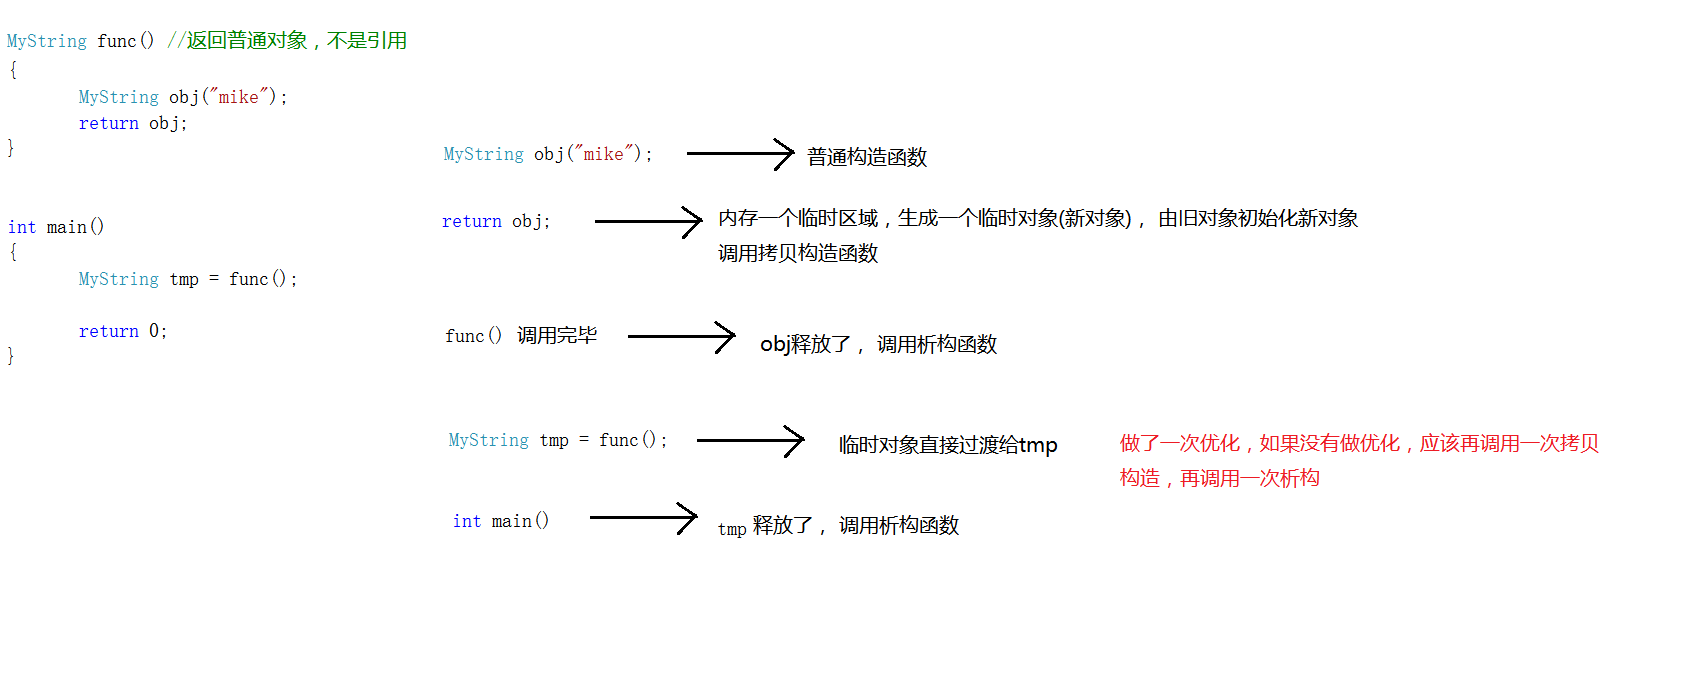 MyString func() //返回普通对象，不是引用
{
MyString obj("mike");
return obj;
}
int main()
{
MyString tmp = func();
return 0;
}
MyString obj("mike");
普通构造函数
return obj;
内存一个临时区域，生成一个临时对象(新对象)， 由旧对象初始化新对象
调用拷贝构造函数
func() 调用完毕
obj释放了， 调用析构函数
MyString tmp = func();
临时对象直接过渡给tmp
做了一次优化，如果没有做优化，应该再调用一次拷贝
构造，再调用一次析构
int main()
tmp 释放了， 调用析构函数